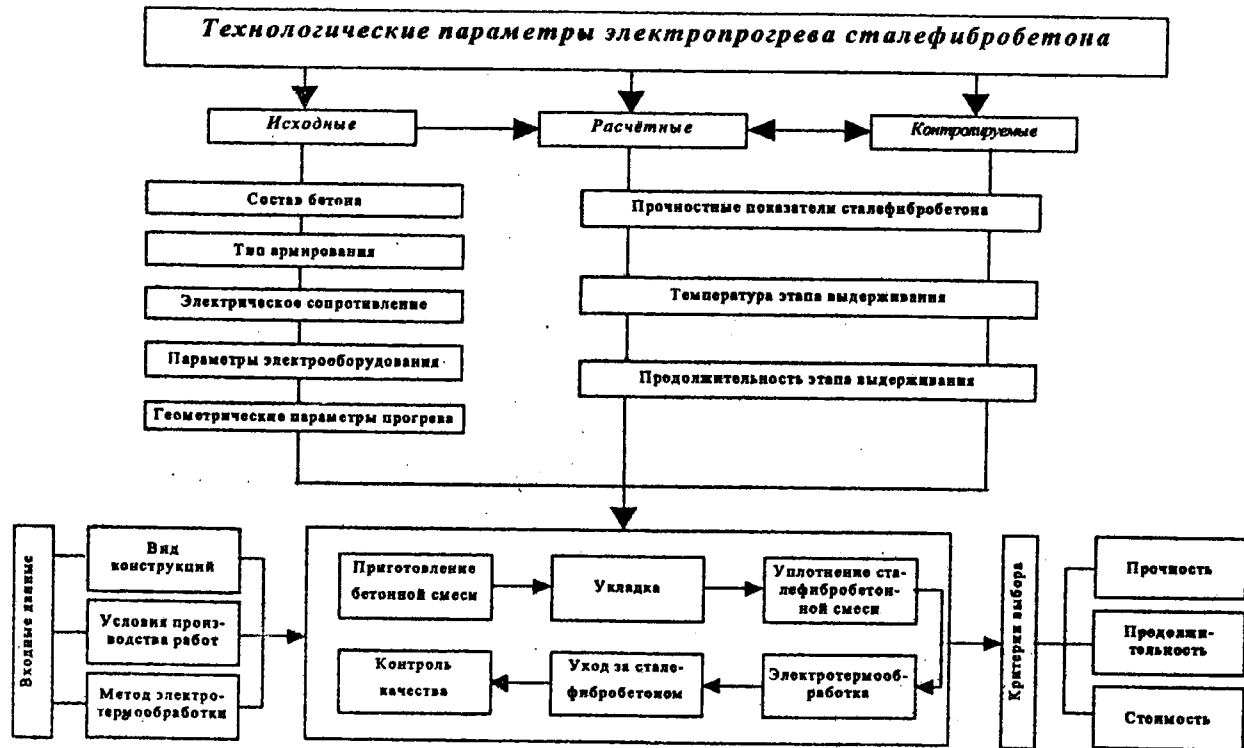 Технологические параметры электропрогрева сталефибробетона
Исходные
Расчётные
Контролируемые
Состав бетона
Тип армирования
Электрическое сопротивление
Параметры электрооборудования
Геометрические параметры прогрева
Прочностные показатели сталефибробетона
Температура этапа выдерживания
Продолжительность этапа выдерживания
Входные данные
Вид
конструкций
Условия произ-
водства работ
Метод электро-
термообработки
Приготовление
бетонной смеси
Укладка
Уплотнение ста-
лефибробетон-
ной смеси
Контроль
качества
Уход за стале-
фибробетоном
Электротермооб-
работка
Критерии выбора
Прочность
Продолжи-
тельность
Стоимость